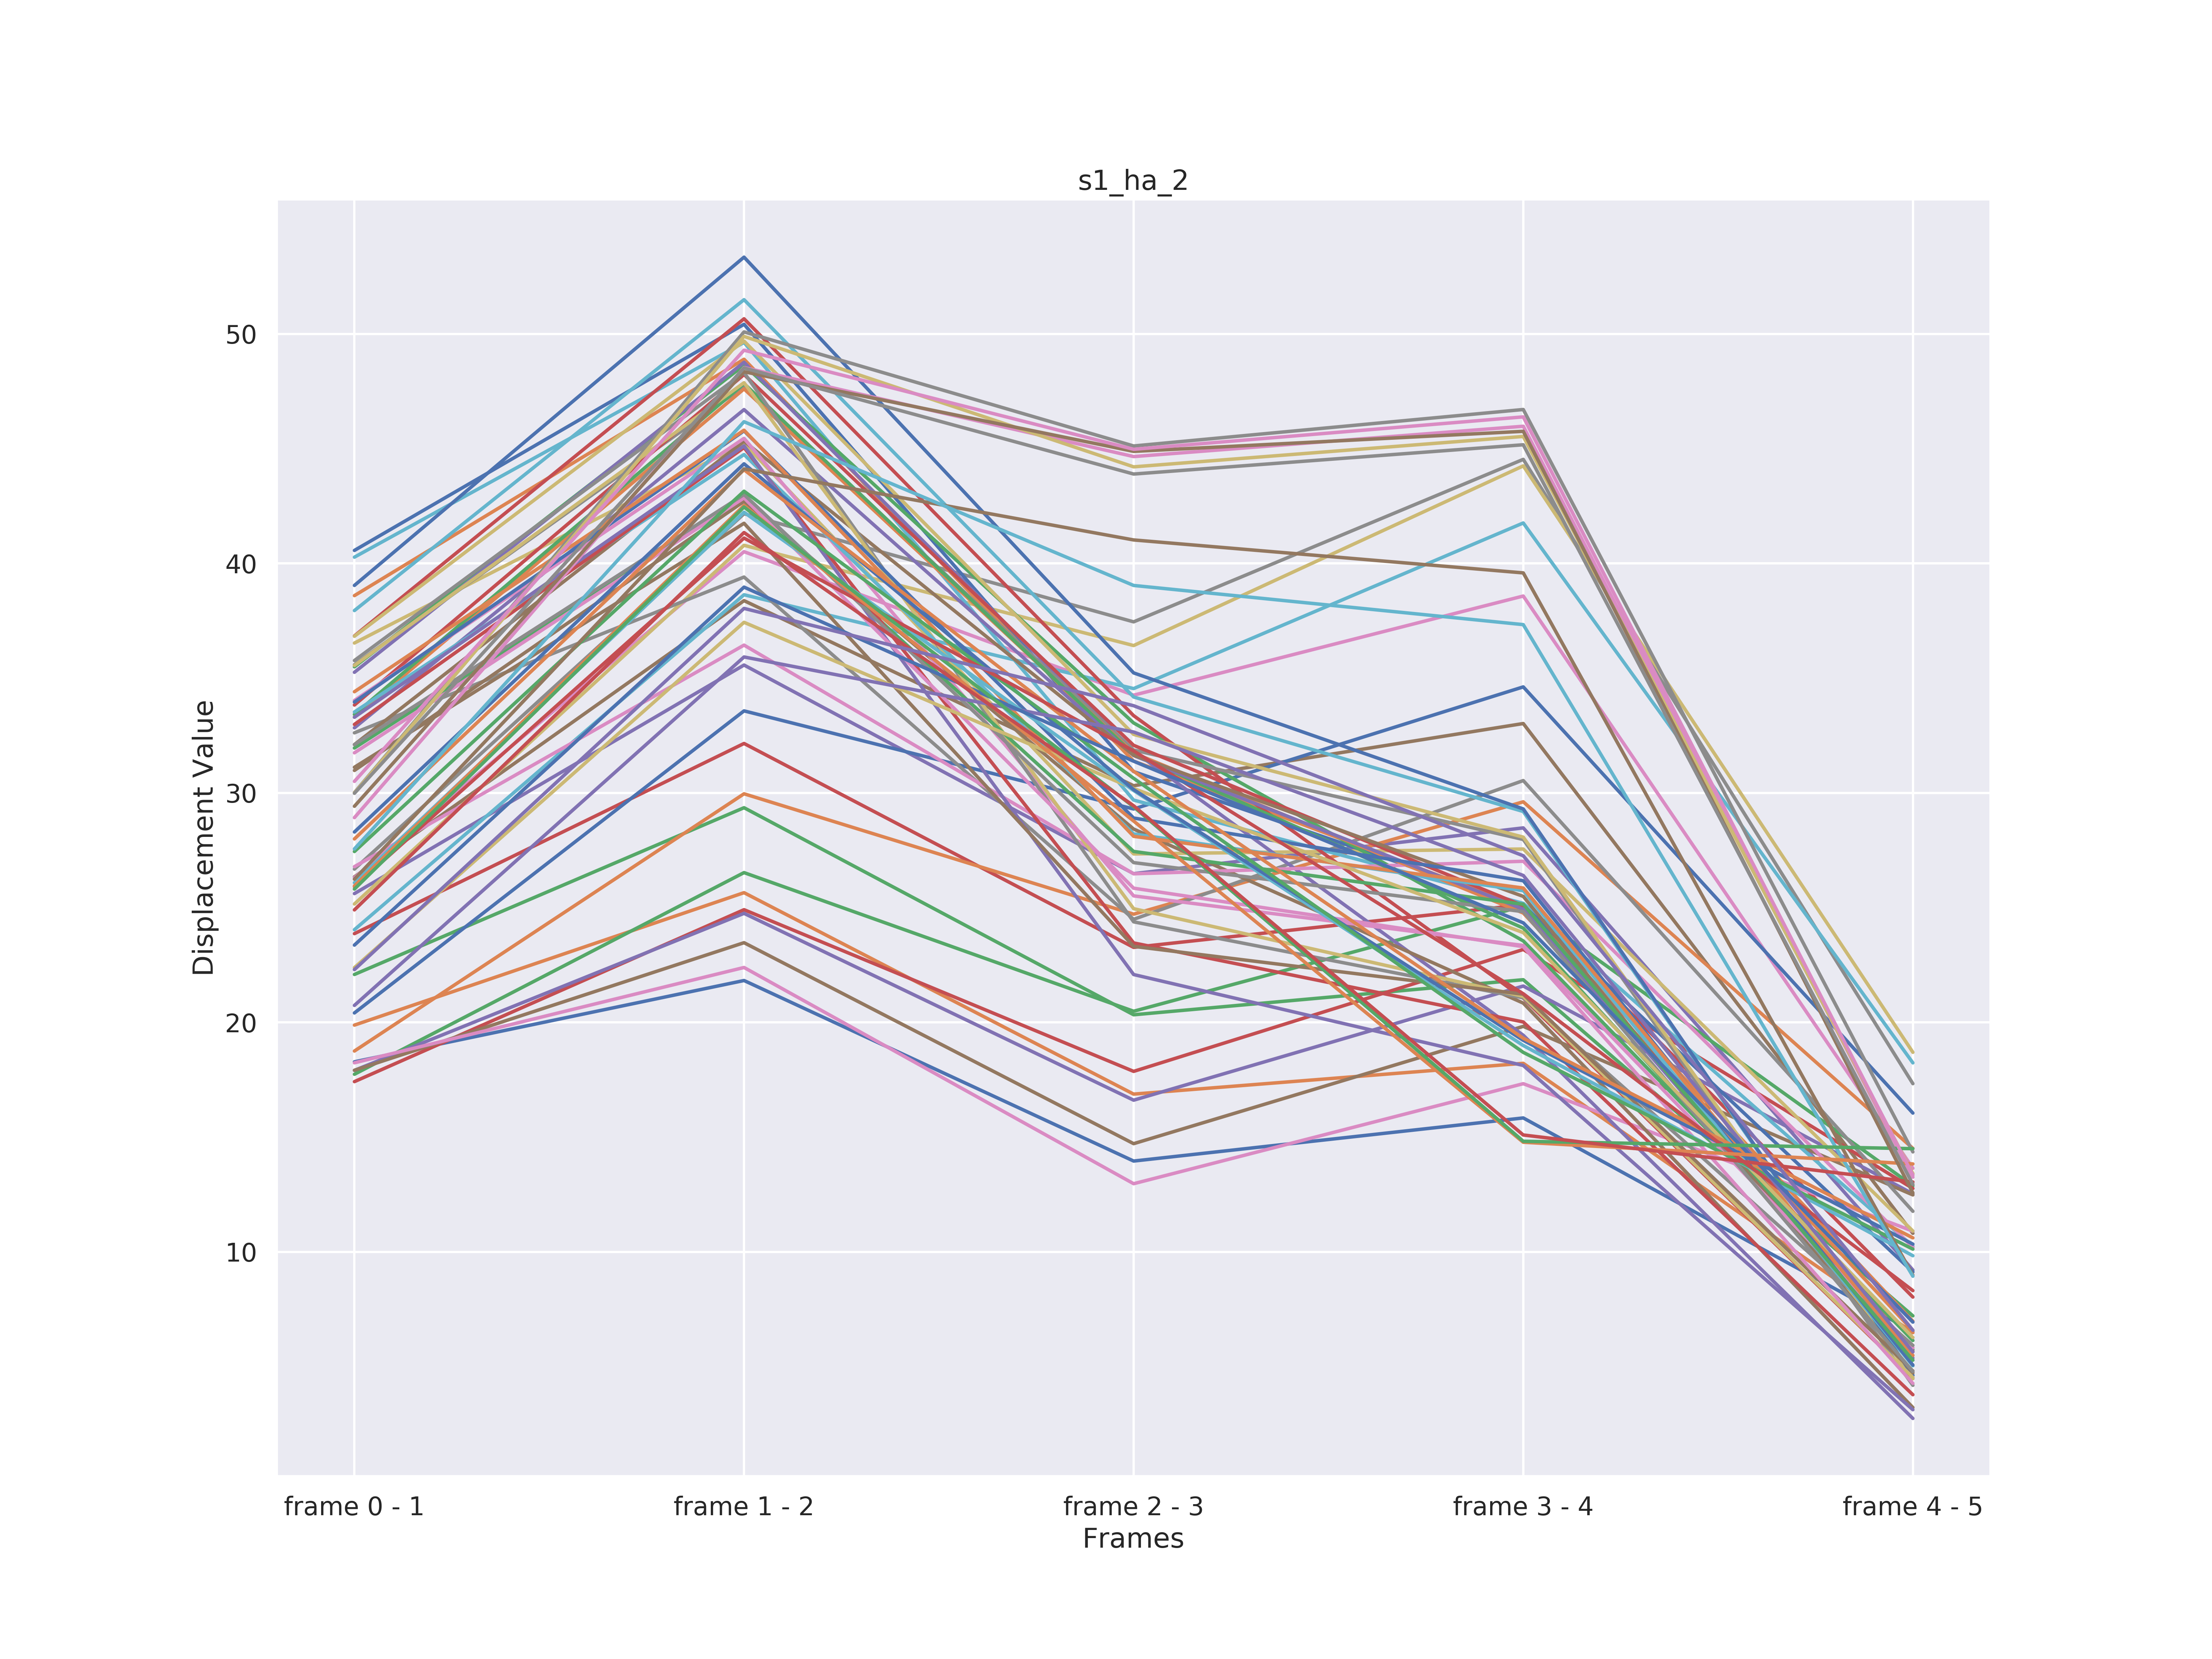 s1_ha_2
Displacement Value
50
40
30
20
10
frame 0 - 1
frame 1 - 2
frame 2 - 3
frame 3 - 4
frame 4 - 5
Frames